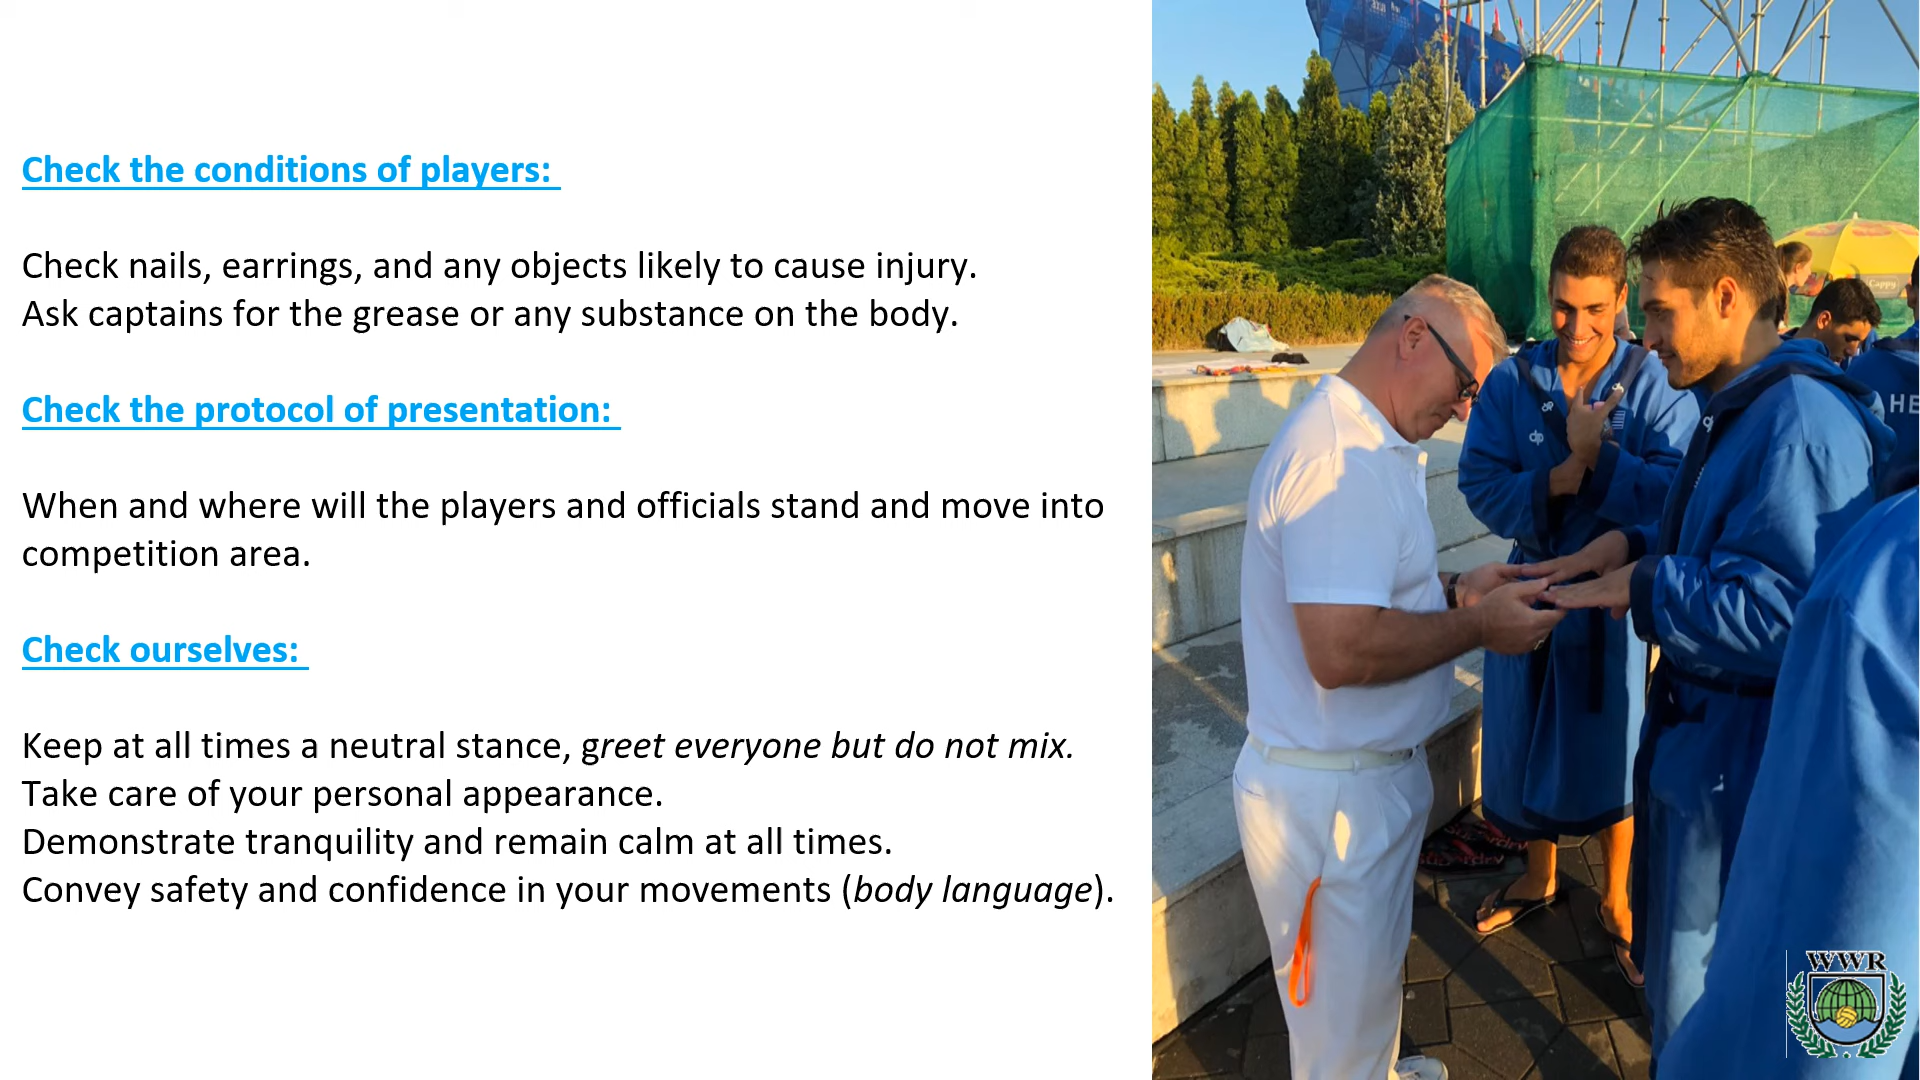 Check the conditions of players:
Check nails, earrings, and any objects likely to cause injury.
Ask captains for the grease or any substance on the body.
Check the protocol of presentation:
When and where will the players and officials stand and move into
competition area.
Check ourselves:
Keep at all times a neutral stance, greet everyone but do not mix.
Take care of your personal appearance.
Demonstrate tranquility and remain calm at all times.
Convey safety and confidence in your movements (body language).
Cappy
HE
dp
WWR